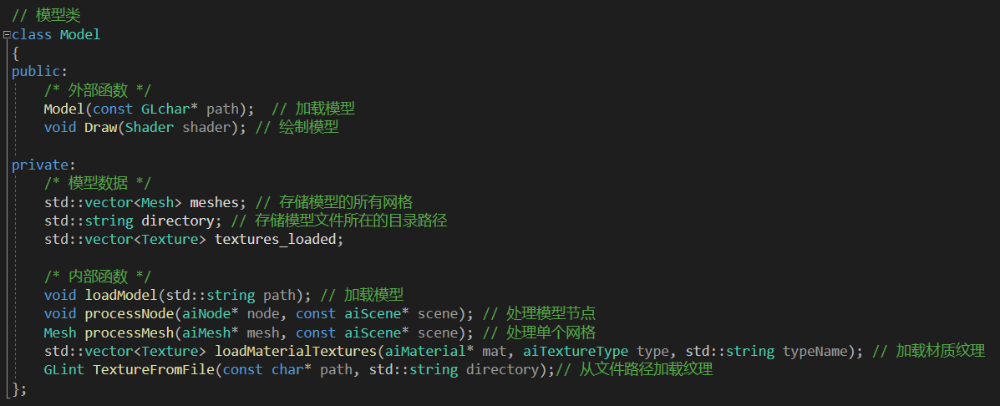 // 模型类
class Model
{
public:
/* 外部函数 */
Model(const GLchar* path);  // 加载模型
void Draw(Shader shader); // 绘制模型
private:
/* 模型数据 */
std::vector<Mesh> meshes; // 存储模型的所有网格
std::string directory; // 存储模型文件所在的目录路径
std::vector<Texture> textures_loaded;
/* 内部函数 */
void loadModel(std::string path); // 加载模型
void processNode(aiNode* node, const aiScene* scene); // 处理模型节点
Mesh processMesh(aiMesh* mesh, const aiScene* scene); // 处理单个网格
std::vector<Texture> loadMaterialTextures(aiMaterial* mat, aiTextureType type, std::string typeName); // 加载材质纹理
GLint TextureFromFile(const char* path, std::string directory);// 从文件路径加载纹理
};